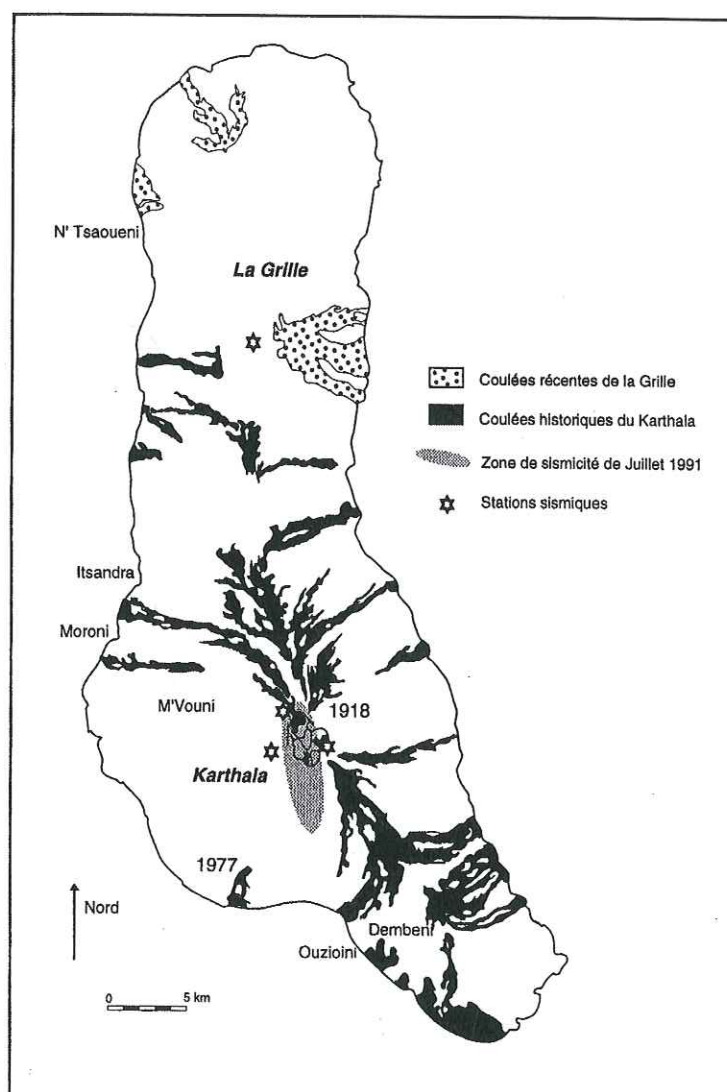 N' Tsaoueni
La Grille
Coulées récentes de la Grille
Coulées historiques du Karthala
Zone de sismicité de Juillet 1991
Stations sismiques
Itsandra
Moroni
M'Vouni
1918
Karthala
1977
Nord
Dembeni
Ouzioini
0 5 km